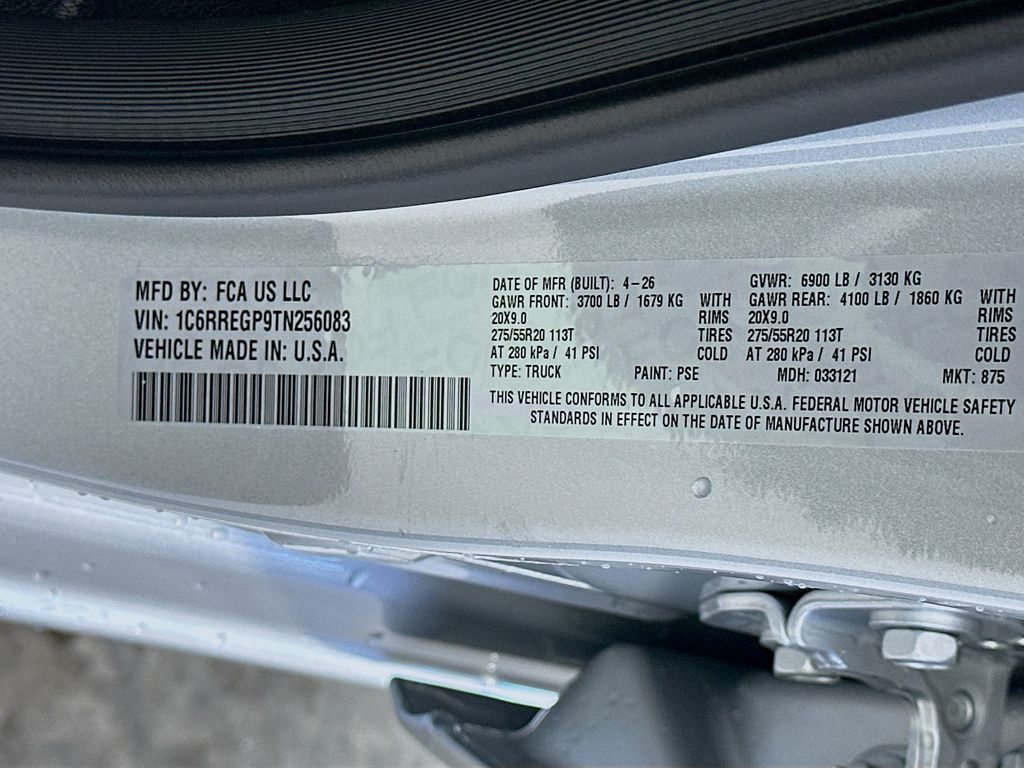 MFD BY: FCA US LLC
VIN: 1C6RREGP9TN256083
VEHICLE MADE IN: U.S.A.
DATE OF MFR (BUILT): 4-26 GVWR: 6900 LB / 3130 KG
GAWR FRONT: 3700 LB / 1679 KG WITH GAWR REAR: 4100 LB / 1860 KG WITH
20X9.0 RIMS 20X9.0 RIMS
275/55R20 113T TIRES 275/55R20 113T TIRES
AT 280 kPa / 41 PSI COLD AT 280 kPa / 41 PSI COLD
TYPE: TRUCK PAINT: PSE MDH: 033121 MKT: 875
THIS VEHICLE CONFORMS TO ALL APPLICABLE U.S.A. FEDERAL MOTOR VEHICLE SAFETY
STANDARDS IN EFFECT ON THE DATE OF MANUFACTURE SHOWN ABOVE.